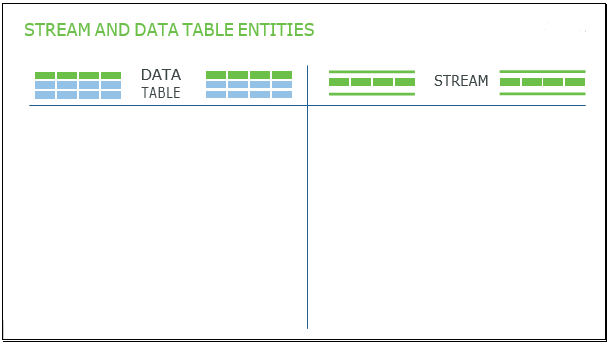 STREAM AND DATA TABLE ENTITIES
DATA
TABLE
STREAM